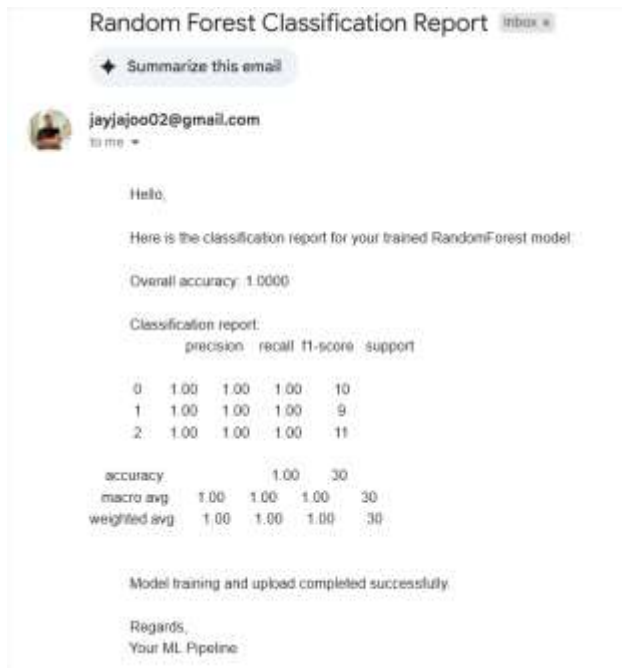 Random Forest Classification Report Inbox x
Summarize this email
jayjajoo02@gmail.com
to me
Hello,
Here is the classification report for your trained RandomForest model:
Overall accuracy: 1.0000
Classification report:
precision recall f1-score support
0 1.00 1.00 1.00 10
1 1.00 1.00 1.00 9
2 1.00 1.00 1.00 11
accuracy 1.00 30
macro avg 1.00 1.00 1.00 30
weighted avg 1.00 1.00 1.00 30
Model training and upload completed successfully.
Regards,
Your ML Pipeline